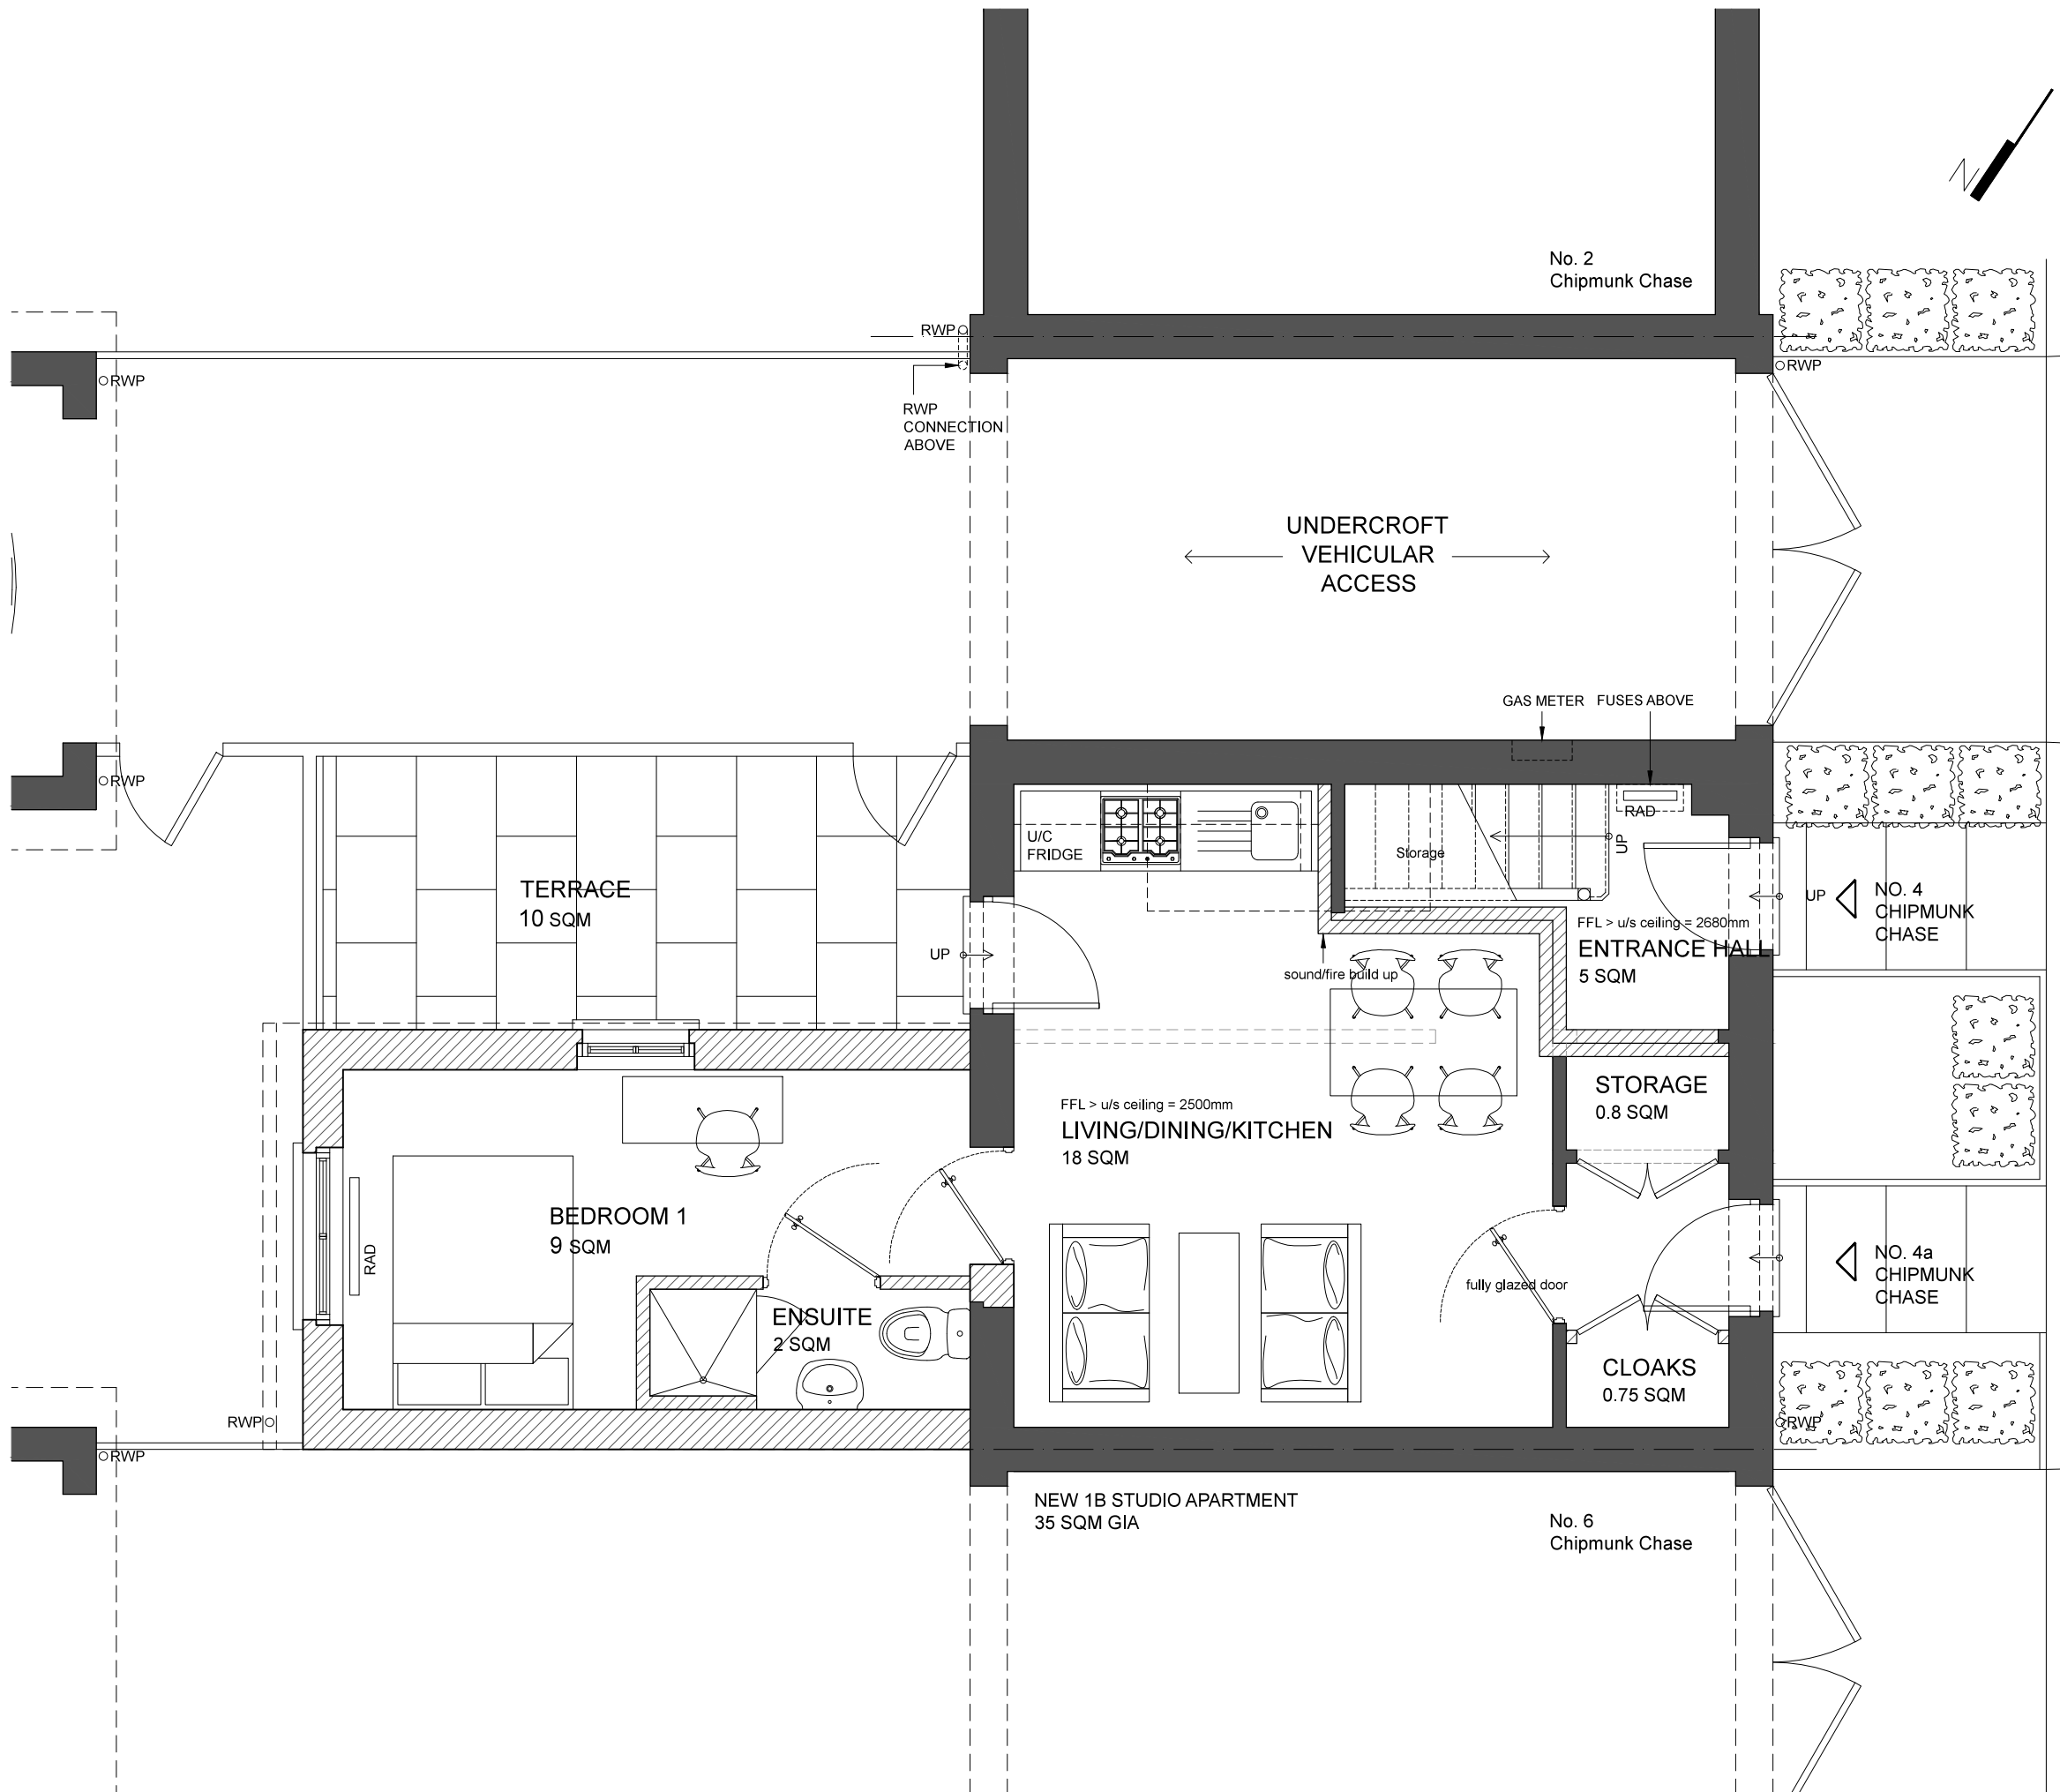 N
No. 2
Chipmunk Chase
RWP
RWP
RWP
RWP
CONNECTION
ABOVE
UNDERCROFT
VEHICULAR
ACCESS
GAS METER
FUSES ABOVE
RWP
RAD
U/C
FRIDGE
Storage
UP
TERRACE
10 SQM
UP
NO. 4
CHIPMUNK
CHASE
FFL > u/s ceiling = 2680mm
ENTRANCE HALL
5 SQM
UP
sound/fire build up
STORAGE
0.8 SQM
FFL > u/s ceiling = 2500mm
LIVING/DINING/KITCHEN
18 SQM
BEDROOM 1
9 SQM
RAD
fully glazed door
NO. 4a
CHIPMUNK
CHASE
ENSUITE
2 SQM
CLOAKS
0.75 SQM
RWP
RWP
RWP
NEW 1B STUDIO APARTMENT
35 SQM GIA
No. 6
Chipmunk Chase